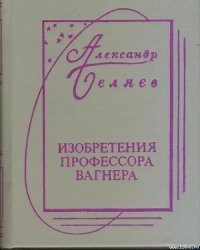 Александр
Беляев
ИЗОБРЕТЕНИЯ
ПРОФЕССОРА
ВАГНЕРА